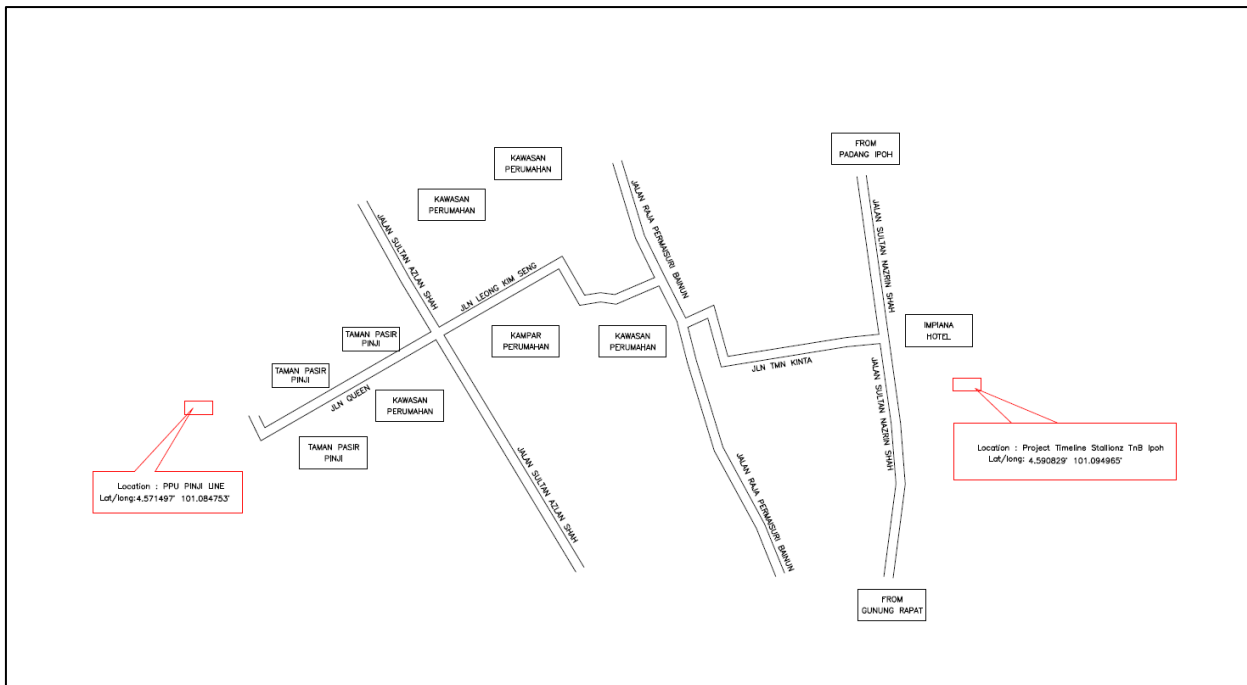 FROM
PADANG IPOH
KAWASAN
PERUMAHAN
KAWASAN
PERUMAHAN
JALAN RAJA PERMAISURI BAINUN
JALAN SULTAN NAZRIN SHAH
JALAN SULTAN AZLAN SHAH
JLN LEONG KIM SENG
TAMAN PASIR
PINJI
KAMPAR
PERUMAHAN
KAWASAN
PERUMAHAN
IMPIANA
HOTEL
JLN TMN KINTA
TAMAN PASIR
PINJI
JLN QUEEN
KAWASAN
PERUMAHAN
JALAN SULTAN NAZRIN SHAH
TAMAN PASIR
PINJI
Location : Project Timeline Stallionz TnB Ipoh
Lat/long: 4.590829' 101.094965'
Location : PPU PINJI LINE
Lat/long:4.571497' 101.084753'
JALAN SULTAN AZLAN SHAH
JALAN RAJA PERMAISURI BAINUN
FROM
GUNUNG RAPAT